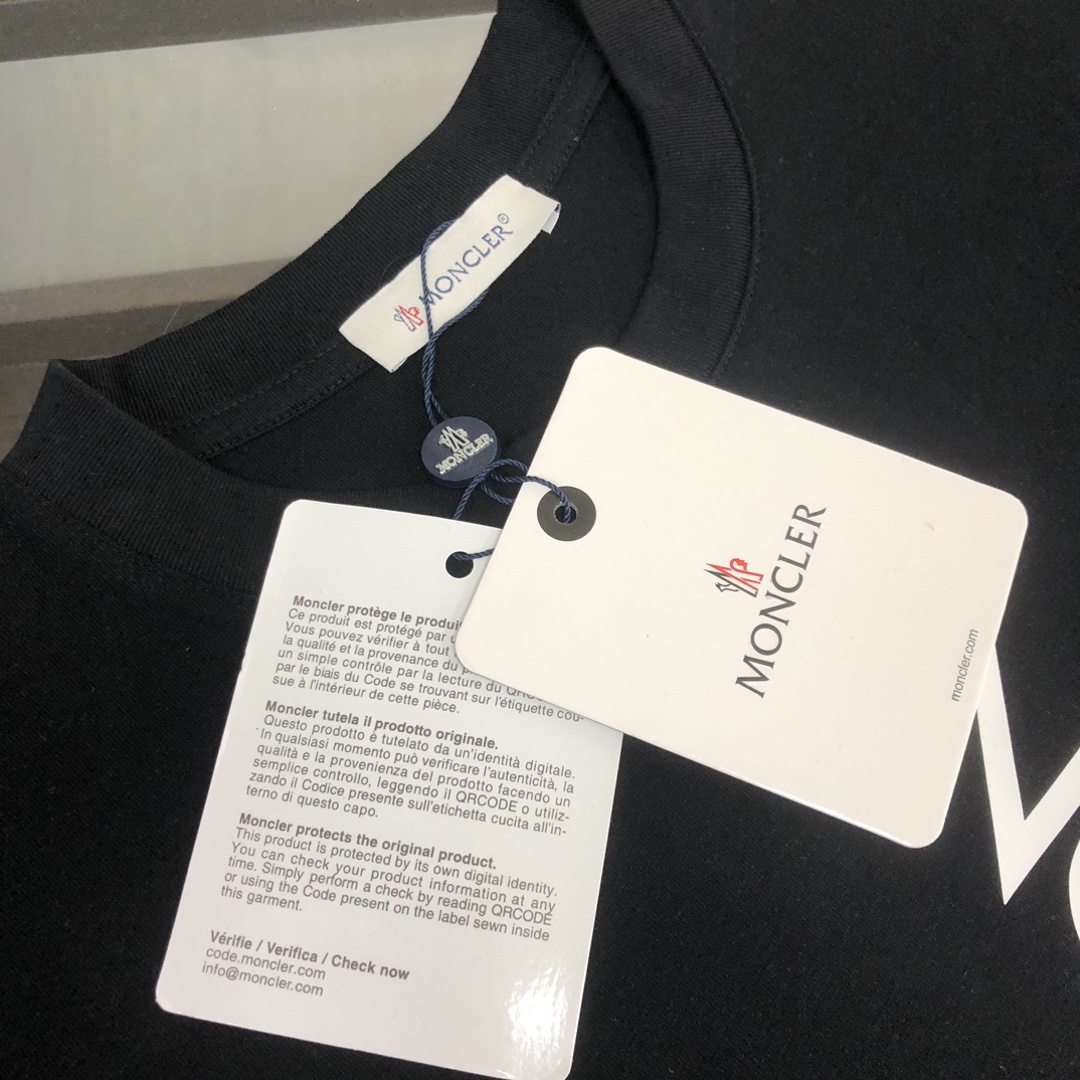 MONCLER®
MONCLER
MONCLER
moncler.com
Moncler protège le
Ce produit est protégé par
Vous pouvez vérifier à tout
la qualité et la provenance du
un simple contrôle par la lecture du
par le biais du Code se trouvant sur l'étiquette cou-
sue à l'intérieur de cette pièce.
Moncler tutela il prodotto originale.
Questo prodotto è tutelato da un'identità digitale.
In qualsiasi momento può verificare l'autenticità, la
qualità e la provenienza del prodotto facendo un
semplice controllo, leggendo il QRCODE o utiliz-
zando il Codice presente sull'etichetta cucita all'in-
terno di questo capo.
Moncler protects the original product.
This product is protected by its own digital identity.
You can check your product information at any
time. Simply perform a check by reading QRCODE
or using the Code present on the label sewn inside
this garment.
Vérifie / Verifica / Check now
code.moncler.com
info@moncler.com